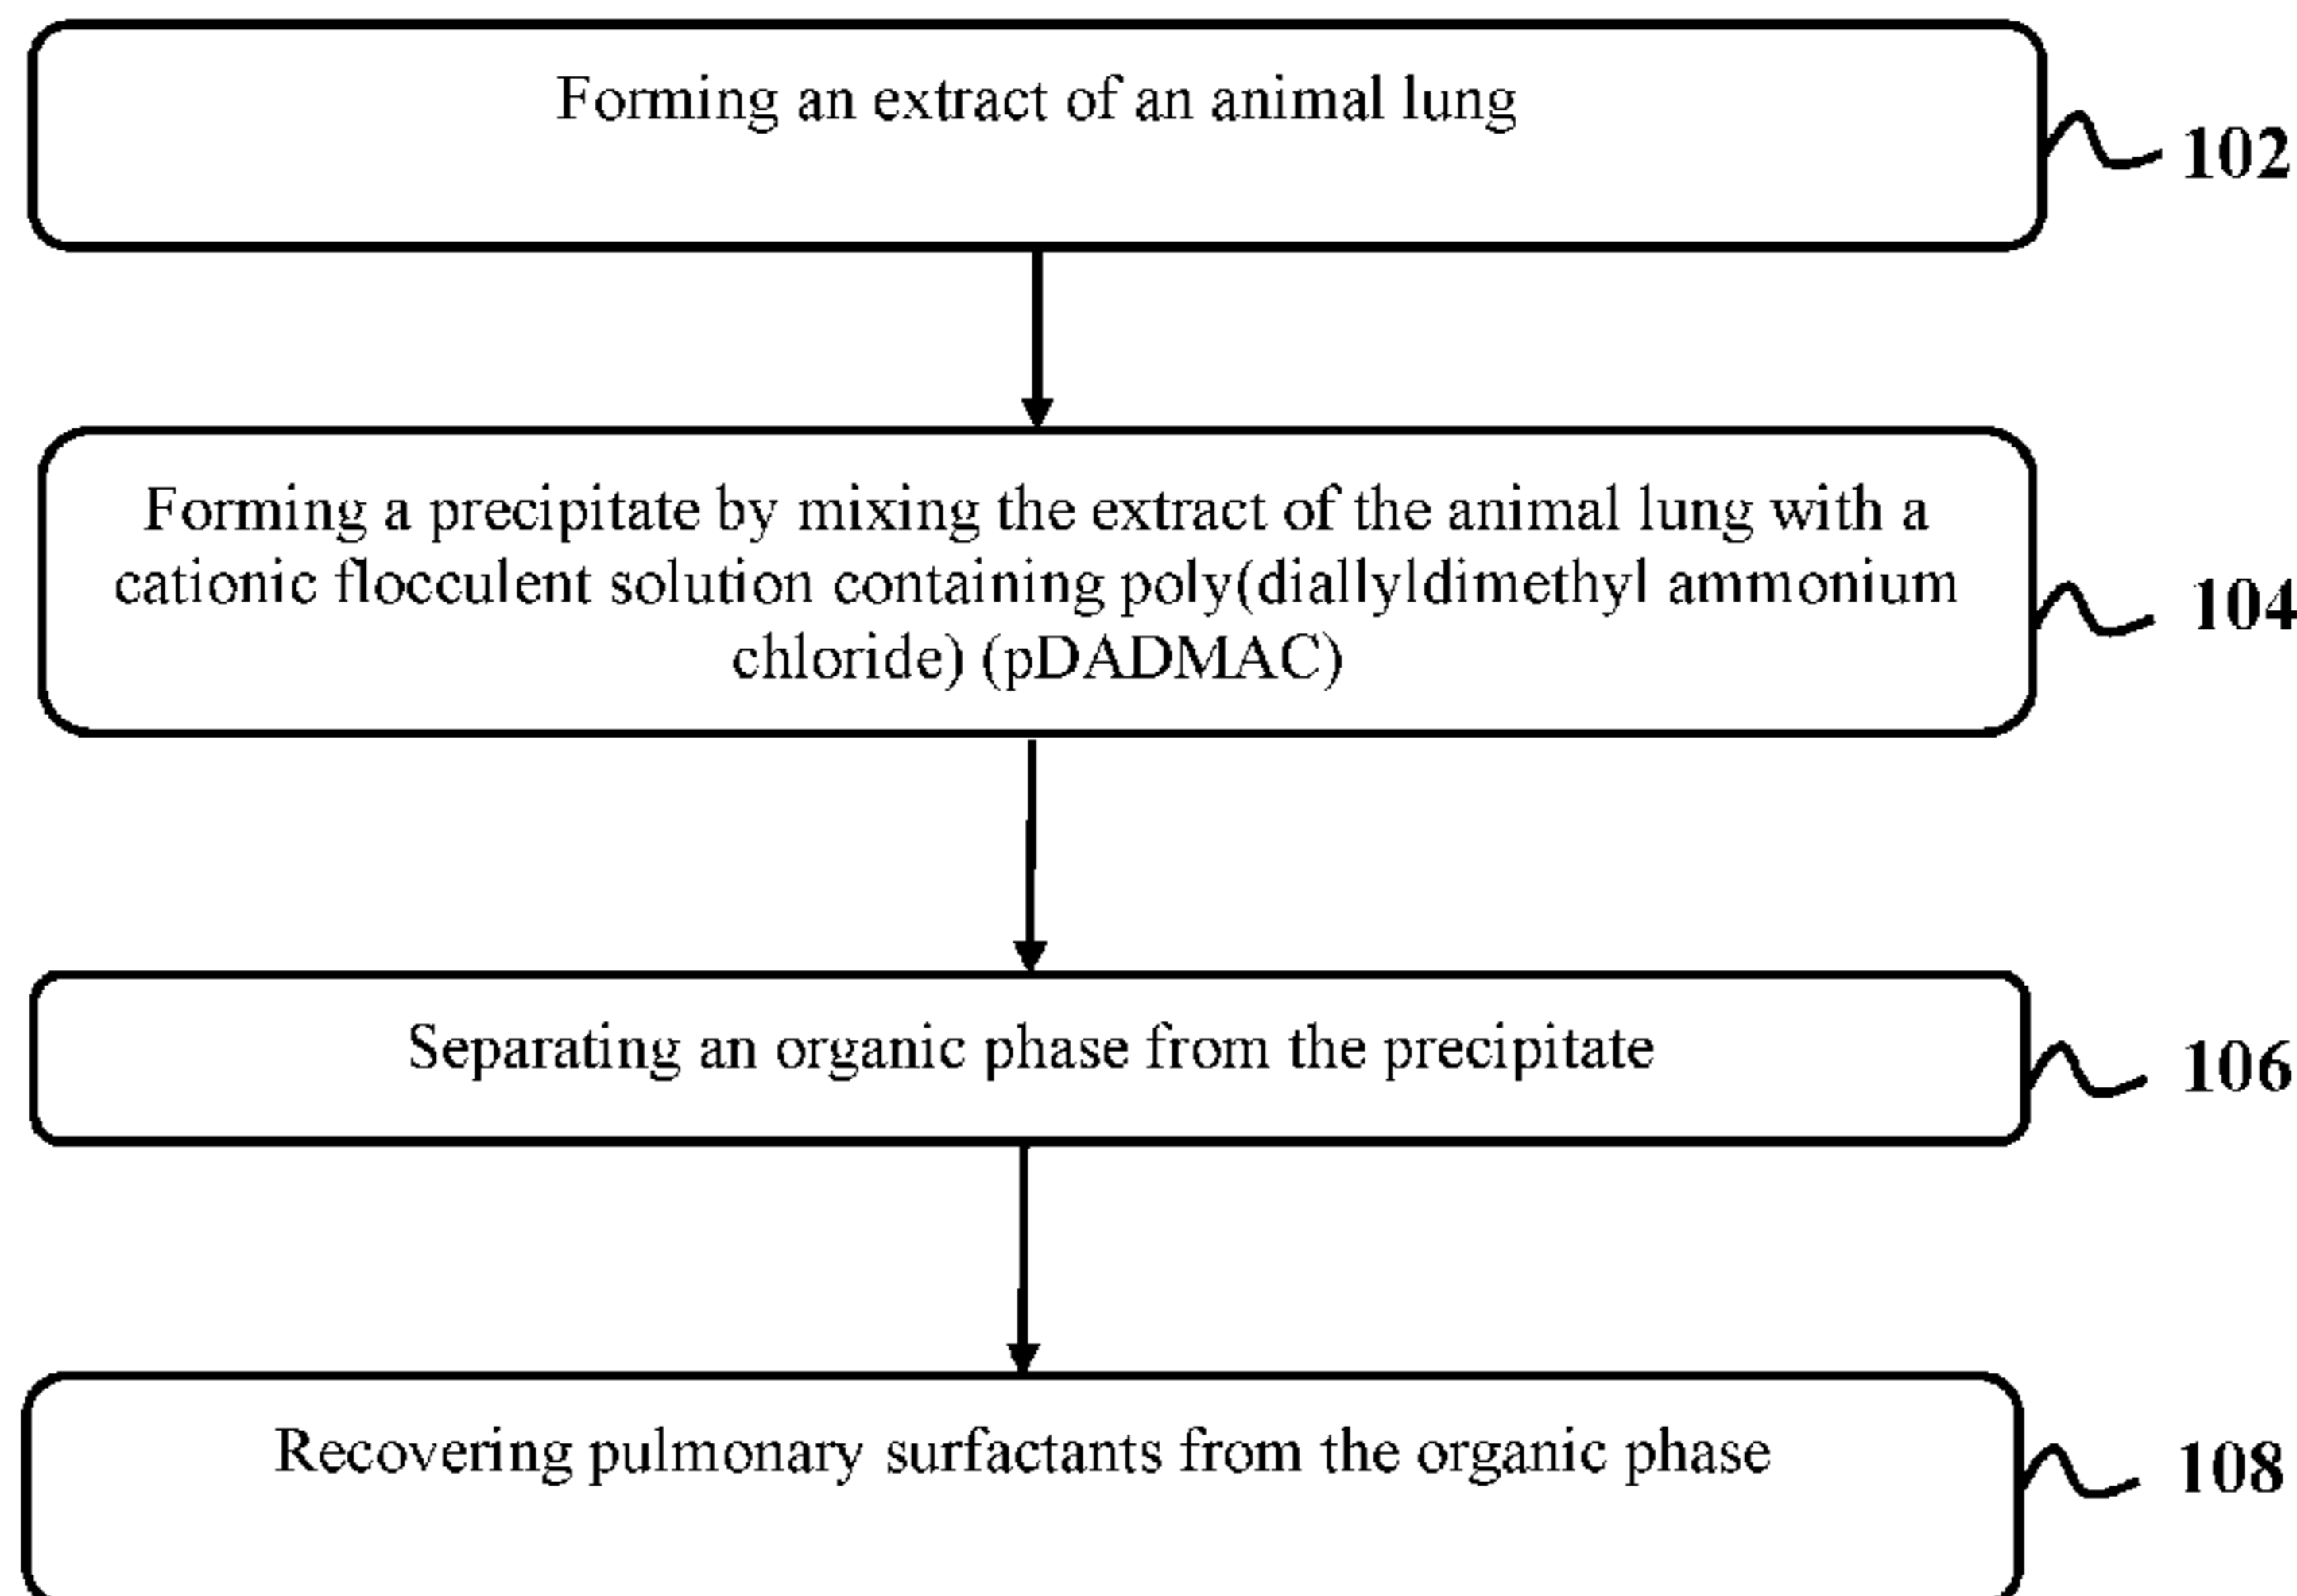 Forming an extract of an animal lung
102
Forming a precipitate by mixing the extract of the animal lung with a
cationic flocculent solution containing poly(diallyldimethyl ammonium
chloride) (pDADMAC)
104
Separating an organic phase from the precipitate
106
Recovering pulmonary surfactants from the organic phase
108